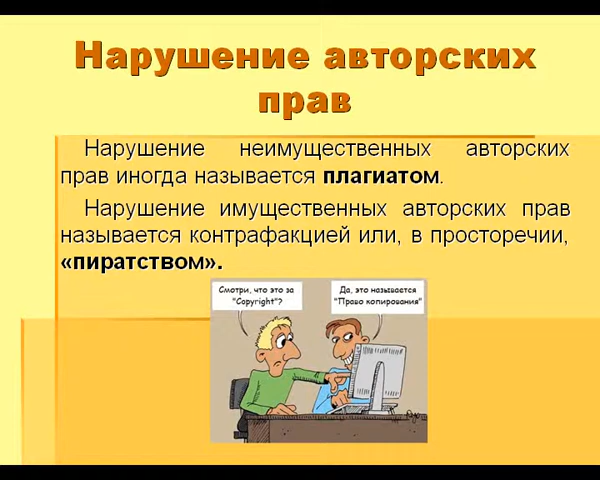 Нарушение авторских
прав
Нарушение неимущественных авторских
прав иногда называется плагиатом.
Нарушение имущественных авторских прав
называется контрафакцией или, в просторечии,
«пиратством».
Смотри, что это за
"Copyright"?
Да, это называется
"Право копирования"